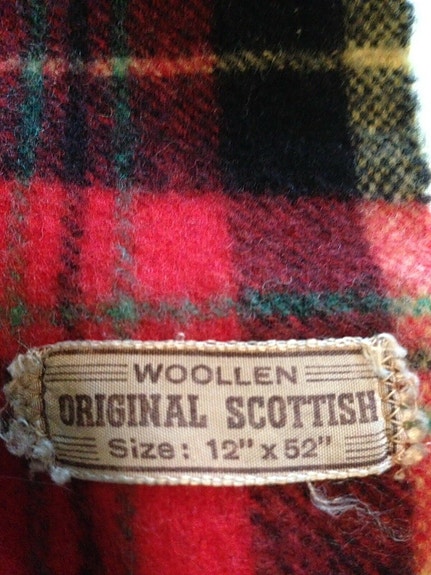 WOOLLEN
ORIGINAL SCOTTISH
Size: 12" x 52"